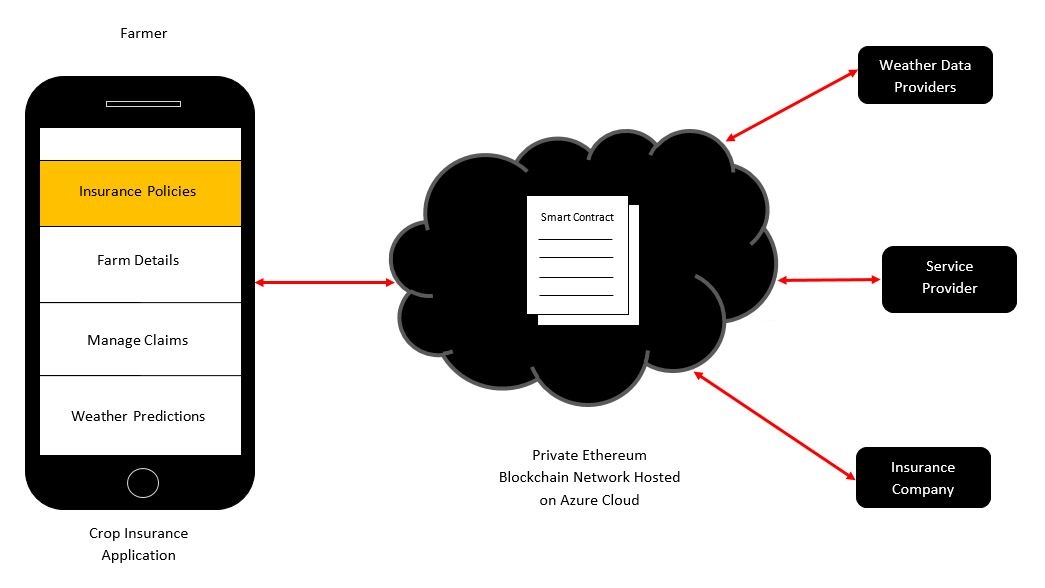 Farmer
Insurance Policies
Farm Details
Manage Claims
Weather Predictions
Crop Insurance
Application
Smart Contract
Private Ethereum
Blockchain Network Hosted
on Azure Cloud
Weather Data
Providers
Service
Provider
Insurance
Company